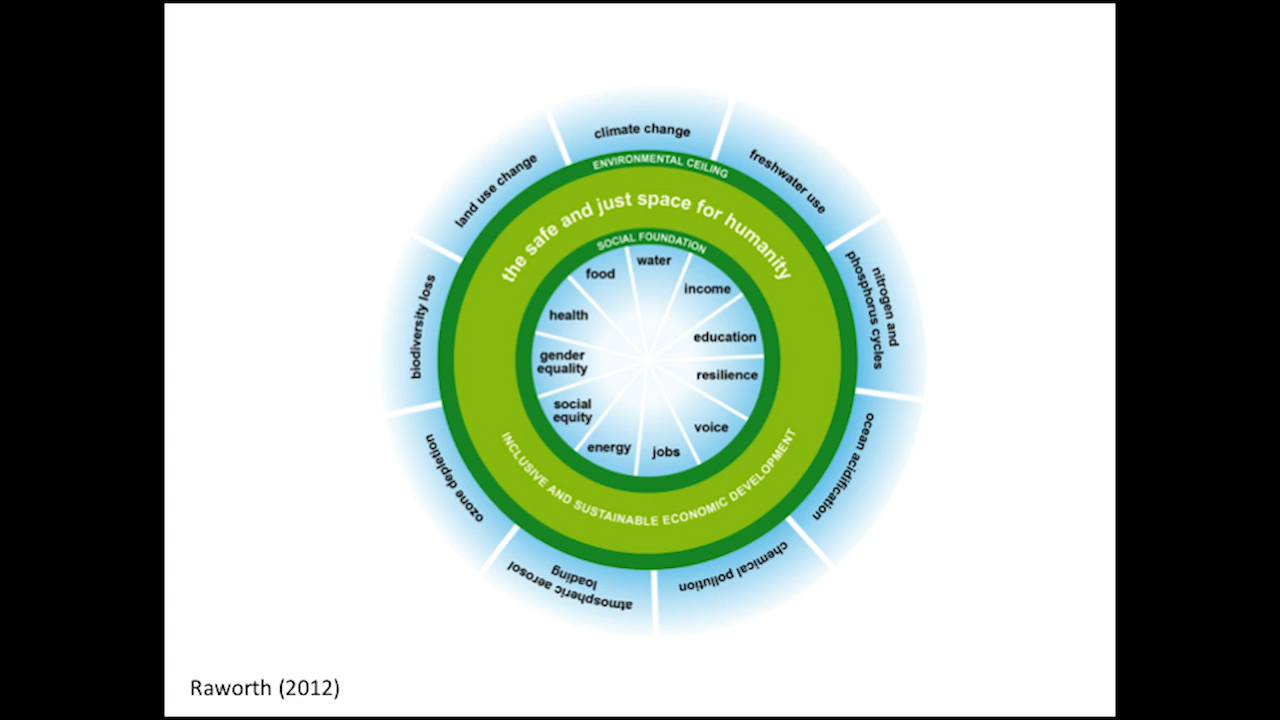 climate change
freshwater use
nitrogen and
phosphorus cycles
ocean acidification
chemical pollution
atmospheric aerosol
loading
ozone depletion
biodiversity loss
land use change
ENVIRONMENTAL CEILING
the safe and just space for humanity
SOCIAL FOUNDATION
water
income
education
resilience
voice
jobs
energy
social
equity
gender
equality
health
food
INCLUSIVE AND SUSTAINABLE ECONOMIC DEVELOPMENT
Raworth (2012)